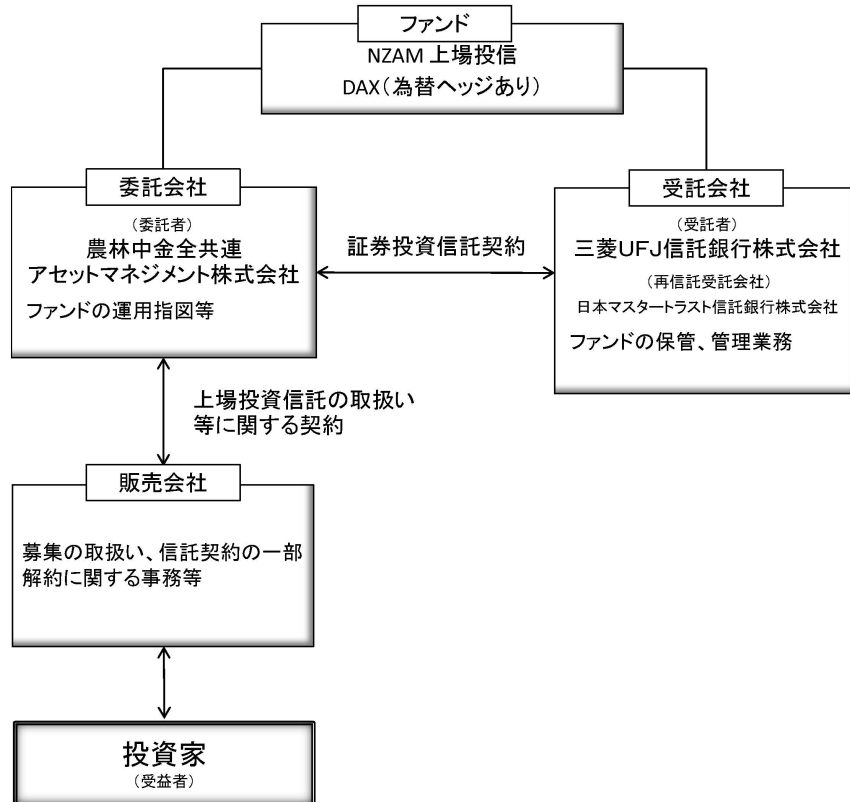 ファンド
NZAM 上場投信
DAX(為替ヘッジあり)
委託会社
(委託者)
農林中金全共連
アセットマネジメント株式会社
ファンドの運用指図等
証券投資信託契約
受託会社
(受託者)
三菱UFJ信託銀行株式会社
(再信託受託会社)
日本マスタートラスト信託銀行株式会社
ファンドの保管、管理業務
上場投資信託の取扱い
等に関する契約
販売会社
募集の取扱い、信託契約の一部
解約に関する事務等
投資家
(受益者)